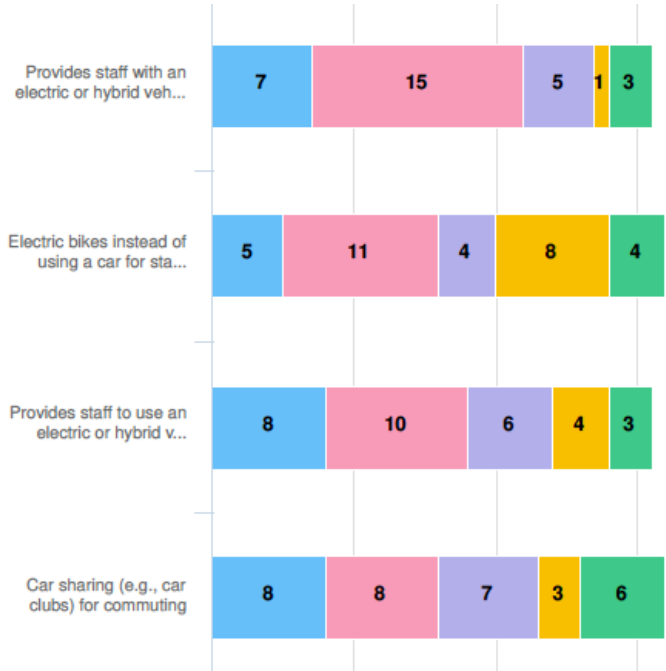 Provides staff with an
electric or hybrid veh...
7 15 5 1 3
Electric bikes instead of
using a car for sta...
5 11 4 8 4
Provides staff to use an
electric or hybrid v...
8 10 6 4 3
Car sharing (e.g., car
clubs) for commuting
8 8 7 3 6